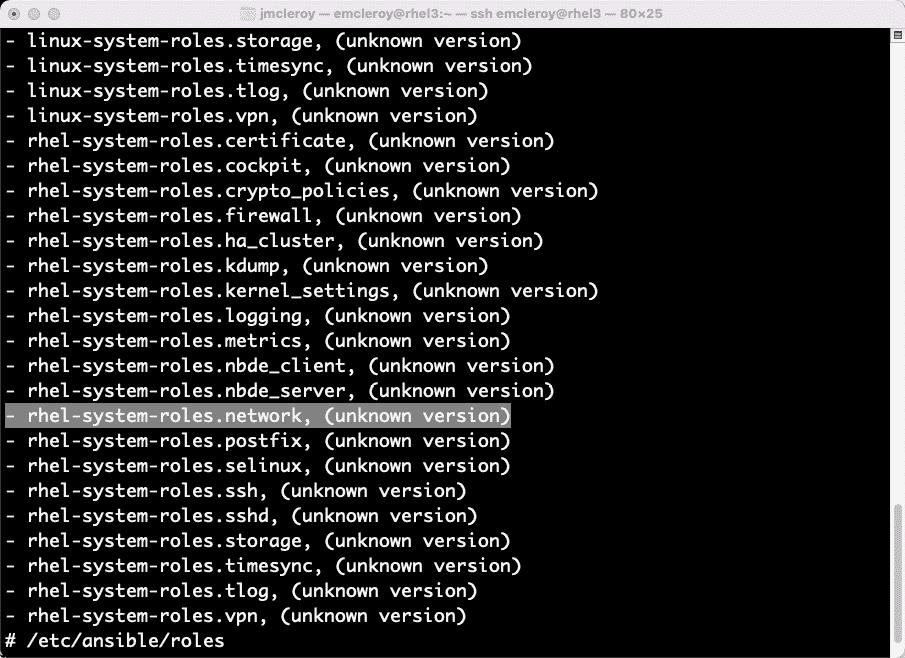 jmcleroy — emcleroy@rhel3:~ — ssh emcleroy@rhel3 — 80×25
- linux-system-roles.storage, (unknown version)
- linux-system-roles.timesync, (unknown version)
- linux-system-roles.tlog, (unknown version)
- linux-system-roles.vpn, (unknown version)
- rhel-system-roles.certificate, (unknown version)
- rhel-system-roles.cockpit, (unknown version)
- rhel-system-roles.crypto_policies, (unknown version)
- rhel-system-roles.firewall, (unknown version)
- rhel-system-roles.ha_cluster, (unknown version)
- rhel-system-roles.kdump, (unknown version)
- rhel-system-roles.kernel_settings, (unknown version)
- rhel-system-roles.logging, (unknown version)
- rhel-system-roles.metrics, (unknown version)
- rhel-system-roles.nbde_client, (unknown version)
- rhel-system-roles.nbde_server, (unknown version)
- rhel-system-roles.network, (unknown version)
- rhel-system-roles.postfix, (unknown version)
- rhel-system-roles.selinux, (unknown version)
- rhel-system-roles.ssh, (unknown version)
- rhel-system-roles.sshd, (unknown version)
- rhel-system-roles.storage, (unknown version)
- rhel-system-roles.timesync, (unknown version)
- rhel-system-roles.tlog, (unknown version)
- rhel-system-roles.vpn, (unknown version)
# /etc/ansible/roles